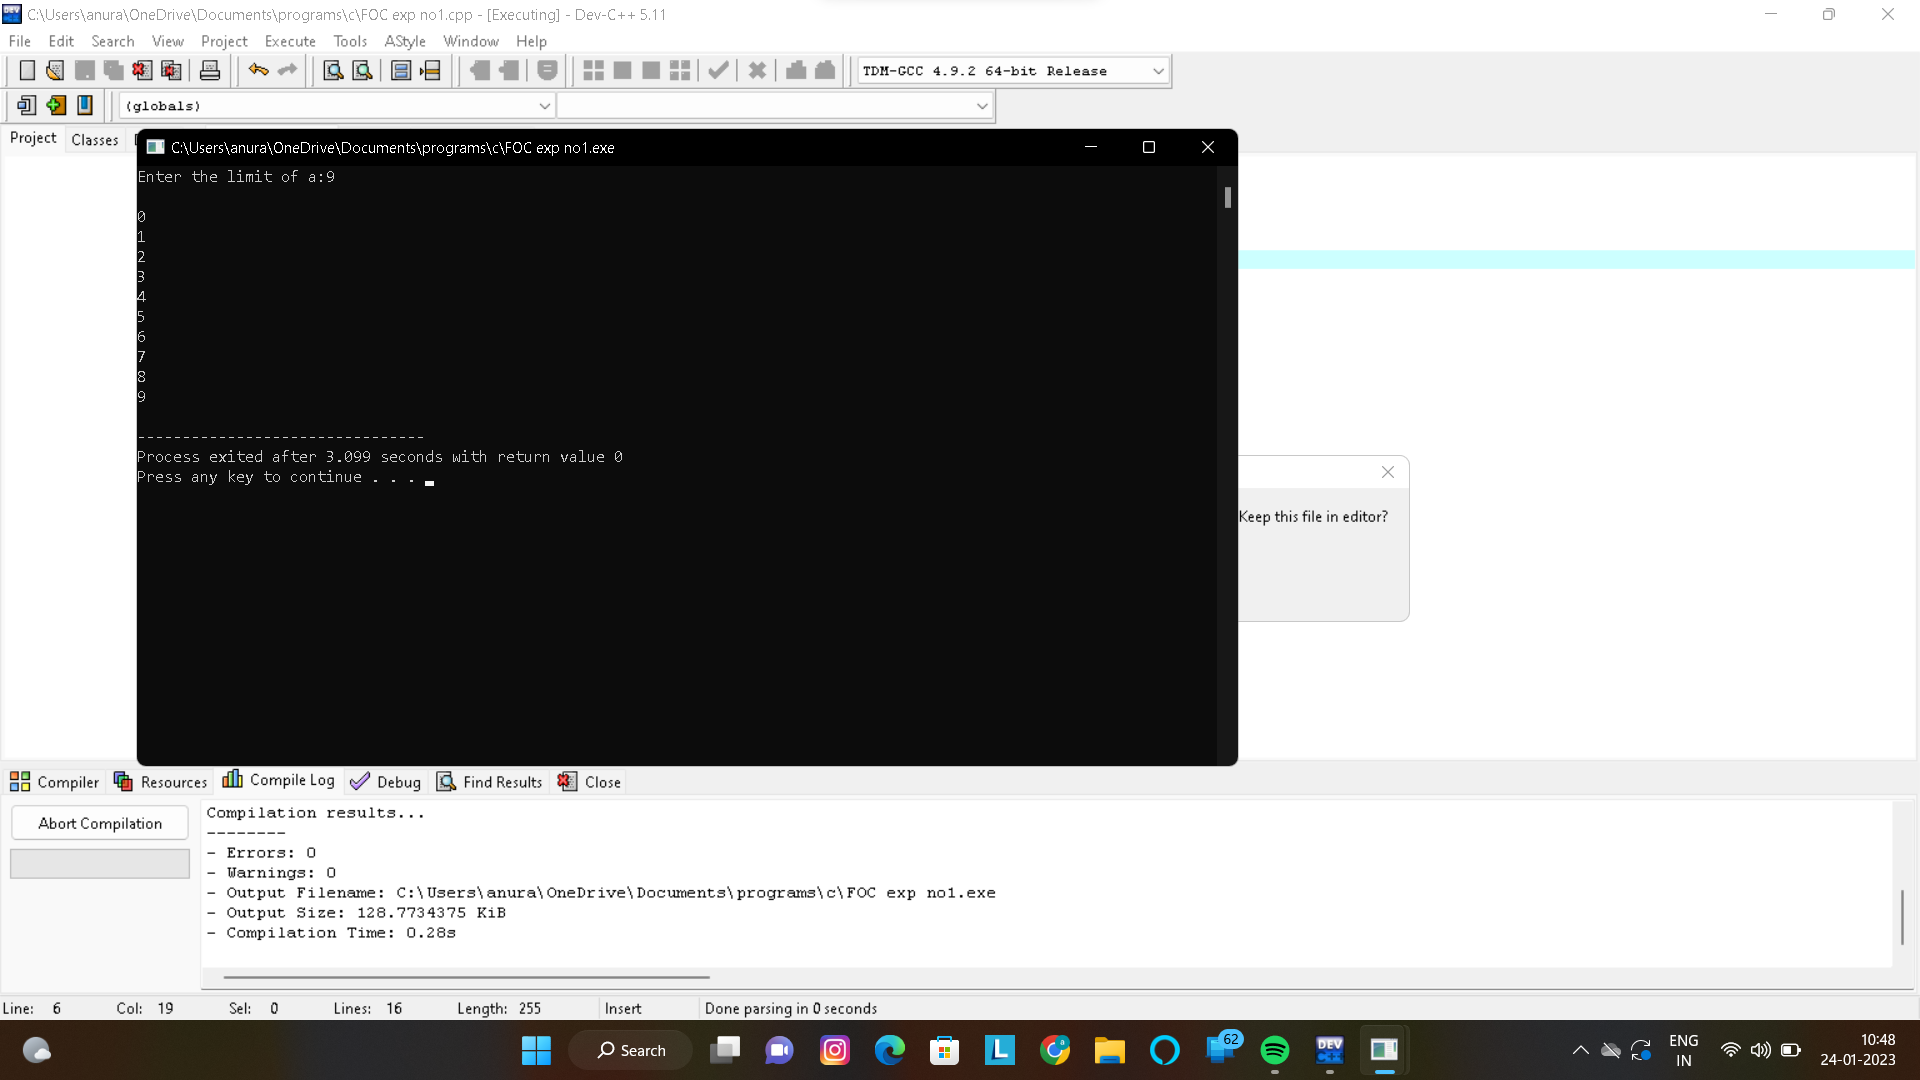 C:\Users\anura\OneDrive\Documents\programs\c\FOC exp no1.cpp - [Executing] - Dev-C++ 5.11
File Edit Search View Project Execute Tools AStyle Window Help
TDM-GCC 4.9.2 64-bit Release
(globals)
Project Classes
C:\Users\anura\OneDrive\Documents\programs\c\FOC exp no1.exe
Enter the limit of a:9
0
1
2
3
4
5
6
7
8
9
--------------------------------
Process exited after 3.099 seconds with return value 0
Press any key to continue . . .
Keep this file in editor?
Compiler Resources Compile Log Debug Find Results Close
Abort Compilation
Compilation results...
--------
- Errors: 0
- Warnings: 0
- Output Filename: C:\Users\anura\OneDrive\Documents\programs\c\FOC exp no1.exe
- Output Size: 128.7734375 KiB
- Compilation Time: 0.28s
Line: 6 Col: 19 Sel: 0 Lines: 16 Length: 255 Insert Done parsing in 0 seconds
Search
L
62
DEV
C++
ENG
IN
10:48
24-01-2023